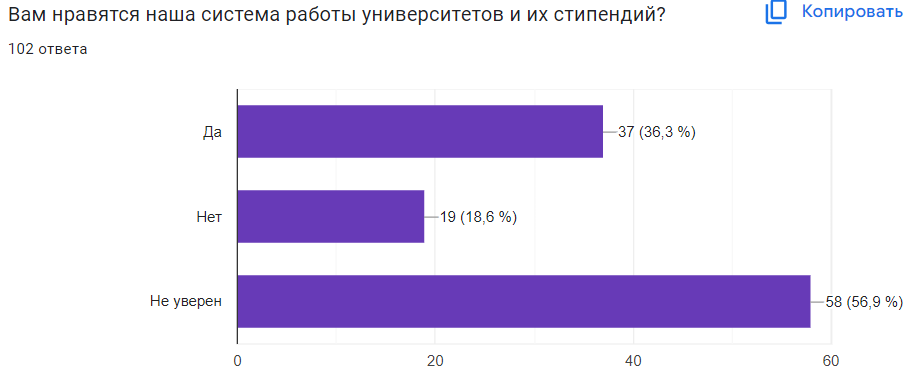 Вам нравятся наша система работы университетов и их стипендий?
Копировать
102 ответа
Да
37 (36,3 %)
Нет
19 (18,6 %)
Не уверен
58 (56,9 %)
0
20
40
60